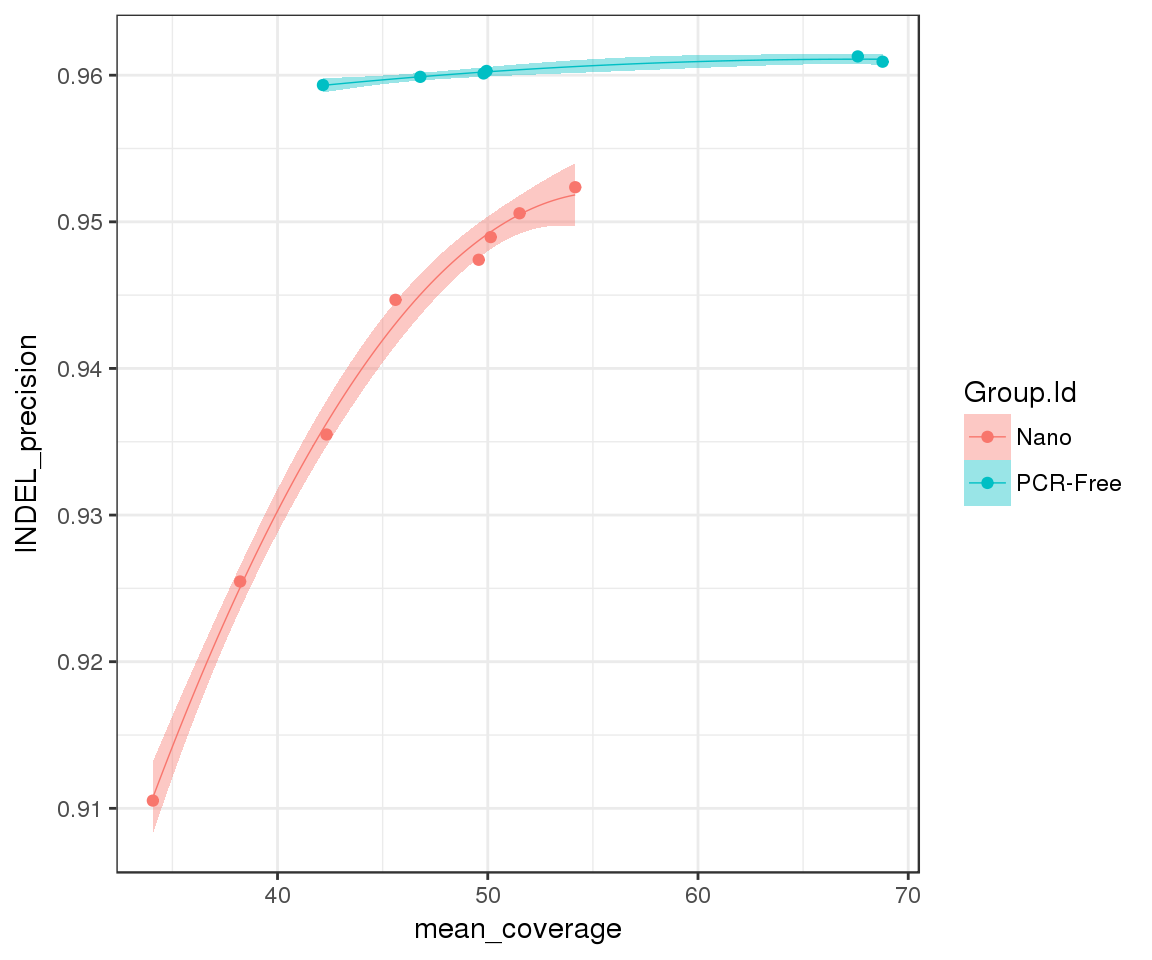 INDEL_precision
0.96
0.95
0.94
0.93
0.92
0.91
40
50
60
70
mean_coverage
Group.Id
Nano
PCR-Free